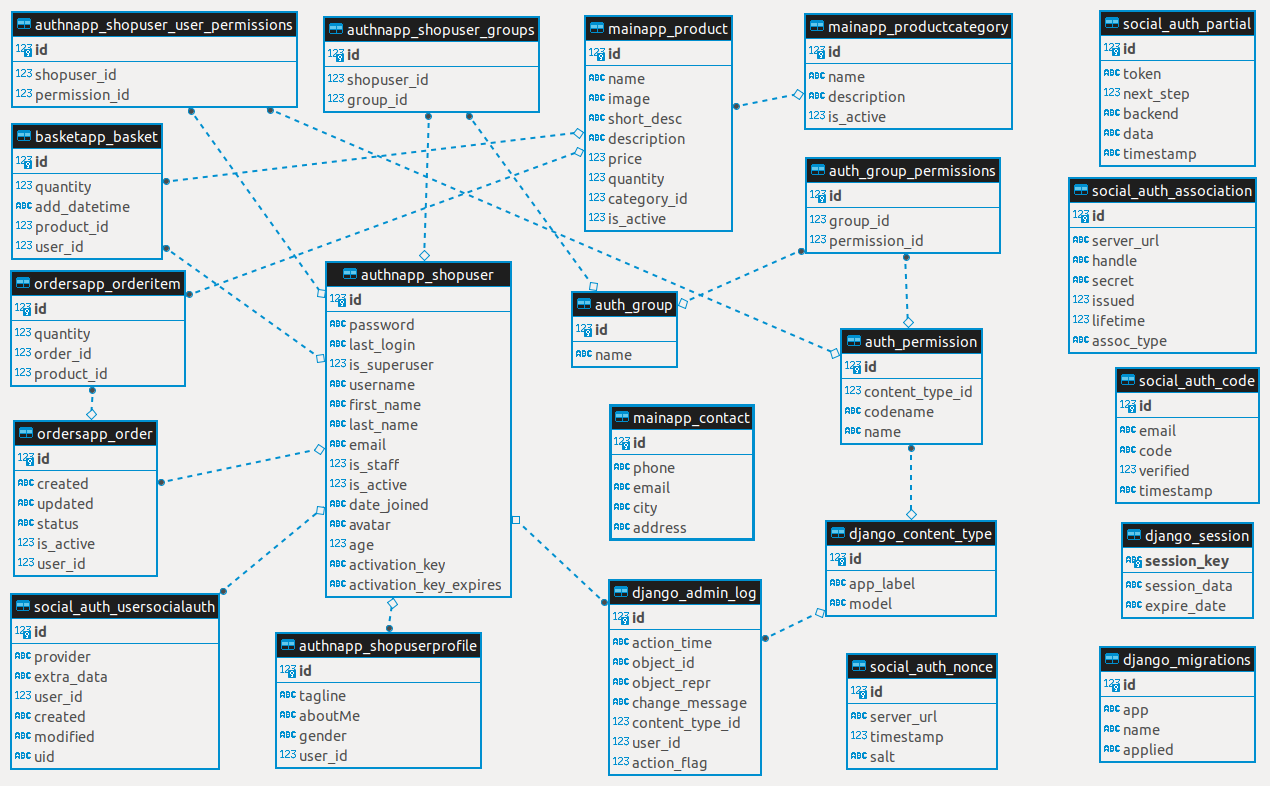 authnapp_shopuser_user_permissions
123 id
123 shopuser_id
123 permission_id
authnapp_shopuser_groups
123 id
123 shopuser_id
123 group_id
mainapp_product
123 id
ABC name
ABC image
ABC short_desc
ABC description
123 price
123 quantity
123 category_id
123 is_active
mainapp_productcategory
123 id
ABC name
ABC description
123 is_active
social_auth_partial
123 id
ABC token
123 next_step
ABC backend
ABC data
ABC timestamp
basketapp_basket
123 id
123 quantity
ABC add_datetime
123 product_id
123 user_id
auth_group_permissions
123 id
123 group_id
123 permission_id
social_auth_association
123 id
ABC server_url
ABC handle
ABC secret
123 issued
123 lifetime
ABC assoc_type
ordersapp_orderitem
123 id
123 quantity
123 order_id
123 product_id
authnapp_shopuser
123 id
ABC password
ABC last_login
123 is_superuser
ABC username
ABC first_name
ABC last_name
ABC email
123 is_staff
123 is_active
ABC date_joined
ABC avatar
123 age
ABC activation_key
ABC activation_key_expires
auth_group
123 id
ABC name
auth_permission
123 id
123 content_type_id
ABC codename
ABC name
social_auth_code
123 id
ABC email
ABC code
123 verified
ABC timestamp
ordersapp_order
123 id
ABC created
ABC updated
ABC status
123 is_active
123 user_id
mainapp_contact
123 id
ABC phone
ABC email
ABC city
ABC address
django_content_type
123 id
ABC app_label
ABC model
django_session
ABC session_key
ABC session_data
ABC expire_date
social_auth_usersocialauth
123 id
ABC provider
ABC extra_data
123 user_id
ABC created
ABC modified
ABC uid
authnapp_shopuserprofile
123 id
ABC tagline
ABC aboutMe
ABC gender
123 user_id
django_admin_log
123 id
ABC action_time
ABC object_id
ABC object_repr
ABC change_message
123 content_type_id
123 user_id
123 action_flag
social_auth_nonce
123 id
ABC server_url
123 timestamp
ABC salt
django_migrations
123 id
ABC app
ABC name
ABC applied